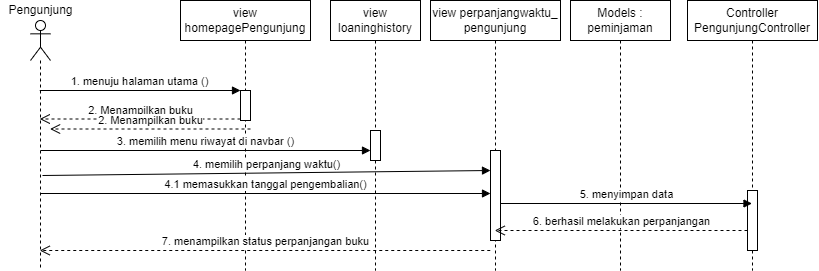 Pengunjung
view
homepagePengunjung
view
loaninghistory
view perpanjangwaktu_
pengunjung
Models :
peminjaman
Controller
PengunjungController
1. menuju halaman utama ()
2. Menampilkan buku
2. Menampilkan buku
3. memilih menu riwayat di navbar ()
4. memilih perpanjang waktu()
4.1 memasukkan tanggal pengembalian()
5. menyimpan data
6. berhasil melakukan perpanjangan
7. menampilkan status perpanjangan buku